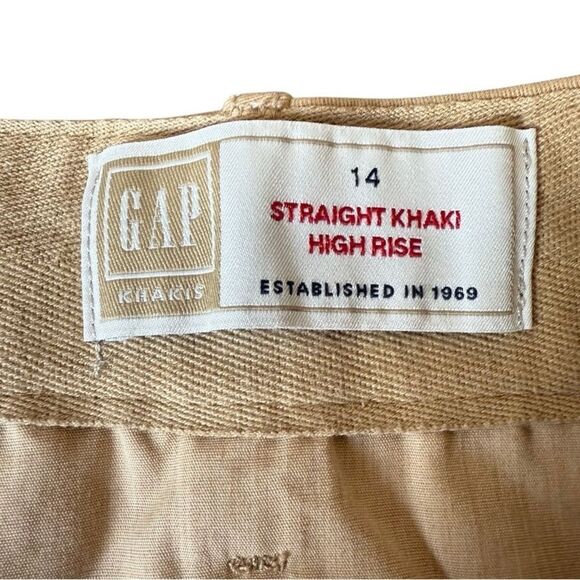 GAP
KHAKIS
14
STRAIGHT KHAKI
HIGH RISE
ESTABLISHED IN 1969